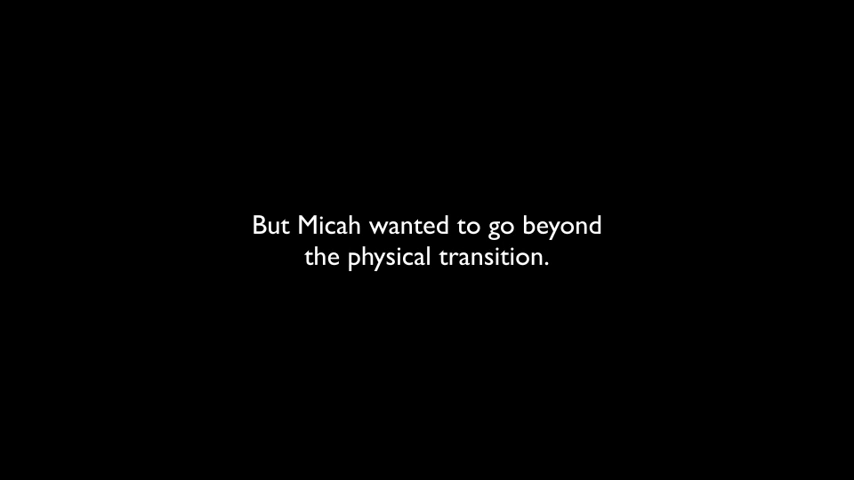 But Micah wanted to go beyond
the physical transition.